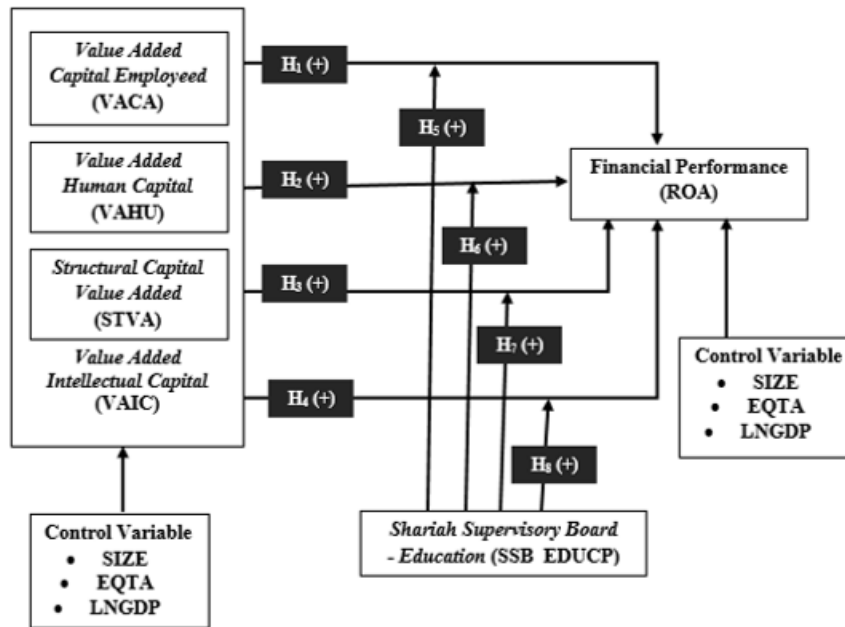 Value Added
Capital Employeed
(VACA)
Value Added
Human Capital
(VAHU)
Structural Capital
Value Added
(STVA)
Value Added
Intellectual Capital
(VAIC)
H₁ (+)
H₅ (+)
H₂ (+)
H₆ (+)
H₃ (+)
H₇ (+)
H₄ (+)
H₈ (+)
Financial Performance
(ROA)
Control Variable
• SIZE
• EQTA
• LNGDP
Control Variable
• SIZE
• EQTA
• LNGDP
Shariah Supervisory Board
- Education (SSB EDUCP)